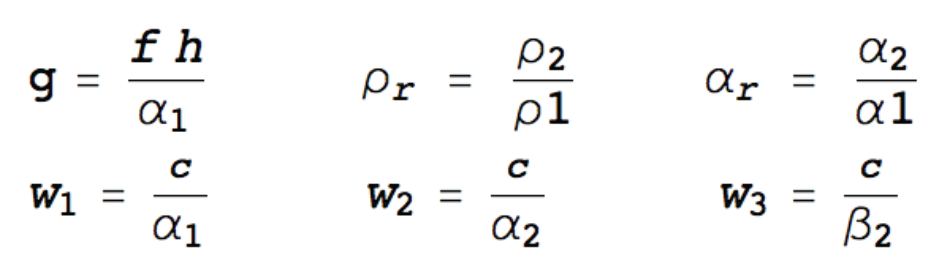 g = f h / α₁    ρᵣ = ρ₂ / ρ1    αᵣ = α₂ / α1
w₁ = c / α₁    w₂ = c / α₂    w₃ = c / β₂